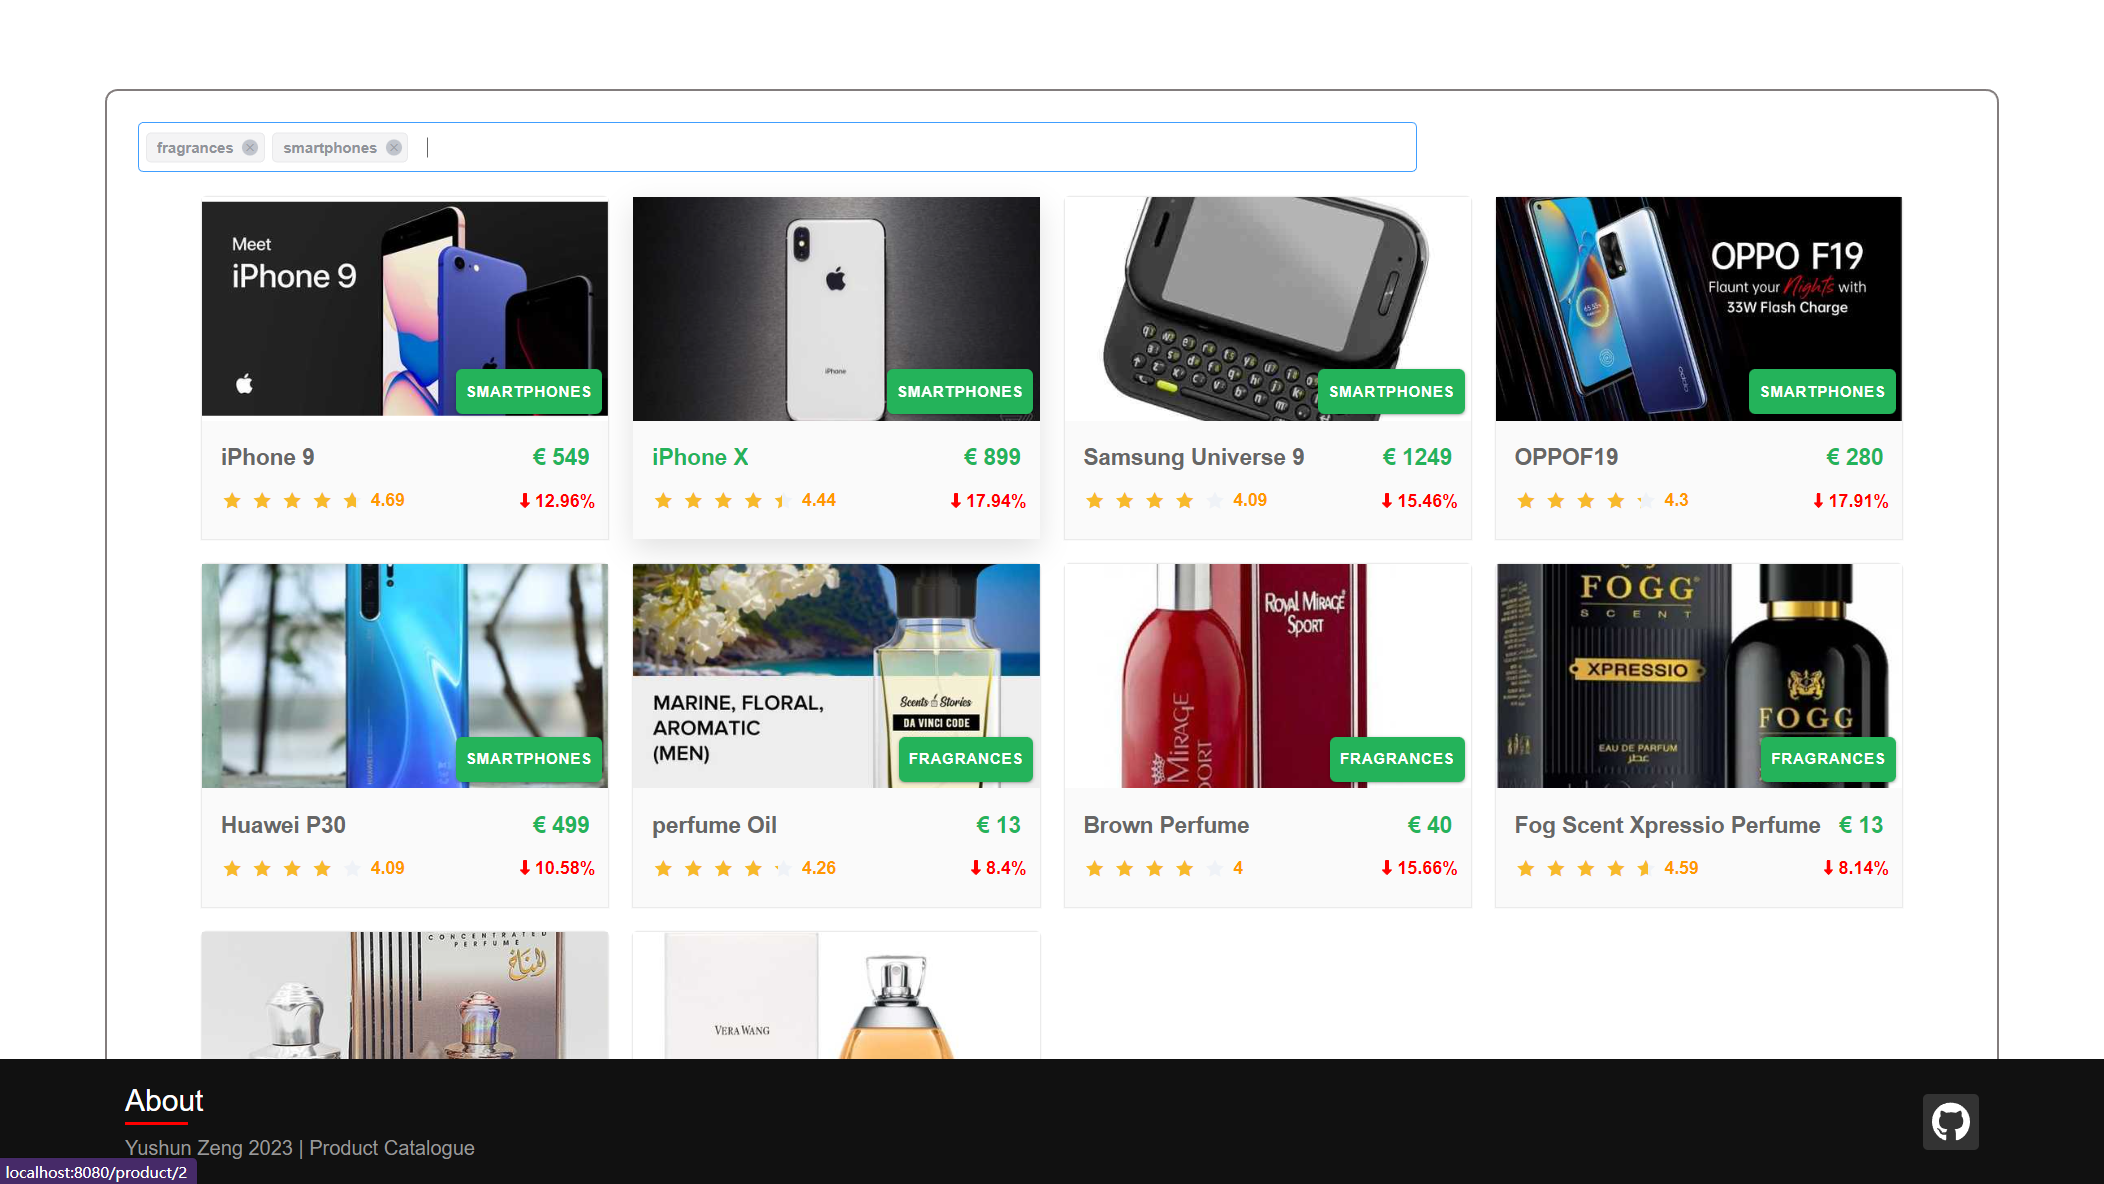 fragrances
smartphones
Meet
iPhone 9
SMARTPHONES
iPhone 9
€ 549
4.69
12.96%
iPhone
SMARTPHONES
iPhone X
€ 899
4.44
17.94%
SMARTPHONES
Samsung Universe 9
€ 1249
4.09
15.46%
OPPO F19
Flaunt your Nights with
33W Flash Charge
oppo
SMARTPHONES
OPPOF19
€ 280
4.3
17.91%
HUAWEI P30
SMARTPHONES
Huawei P30
€ 499
4.09
10.58%
MARINE, FLORAL,
AROMATIC
(MEN)
Scents & Stories
DA VINCI CODE
FRAGRANCES
perfume Oil
€ 13
4.26
8.4%
ROYAL MIRAGE
SPORT
MIRAGE
FRAGRANCES
Brown Perfume
€ 40
4
15.66%
FOGG
SCENT
XPRESSIO
EAU DE PARFUM
عطر
FOGG
FRAGRANCES
Fog Scent Xpressio Perfume
€ 13
4.59
8.14%
CONCENTRATED
PERFUME
VERA WANG
About
Yushun Zeng 2023 | Product Catalogue
localhost:8080/product/2